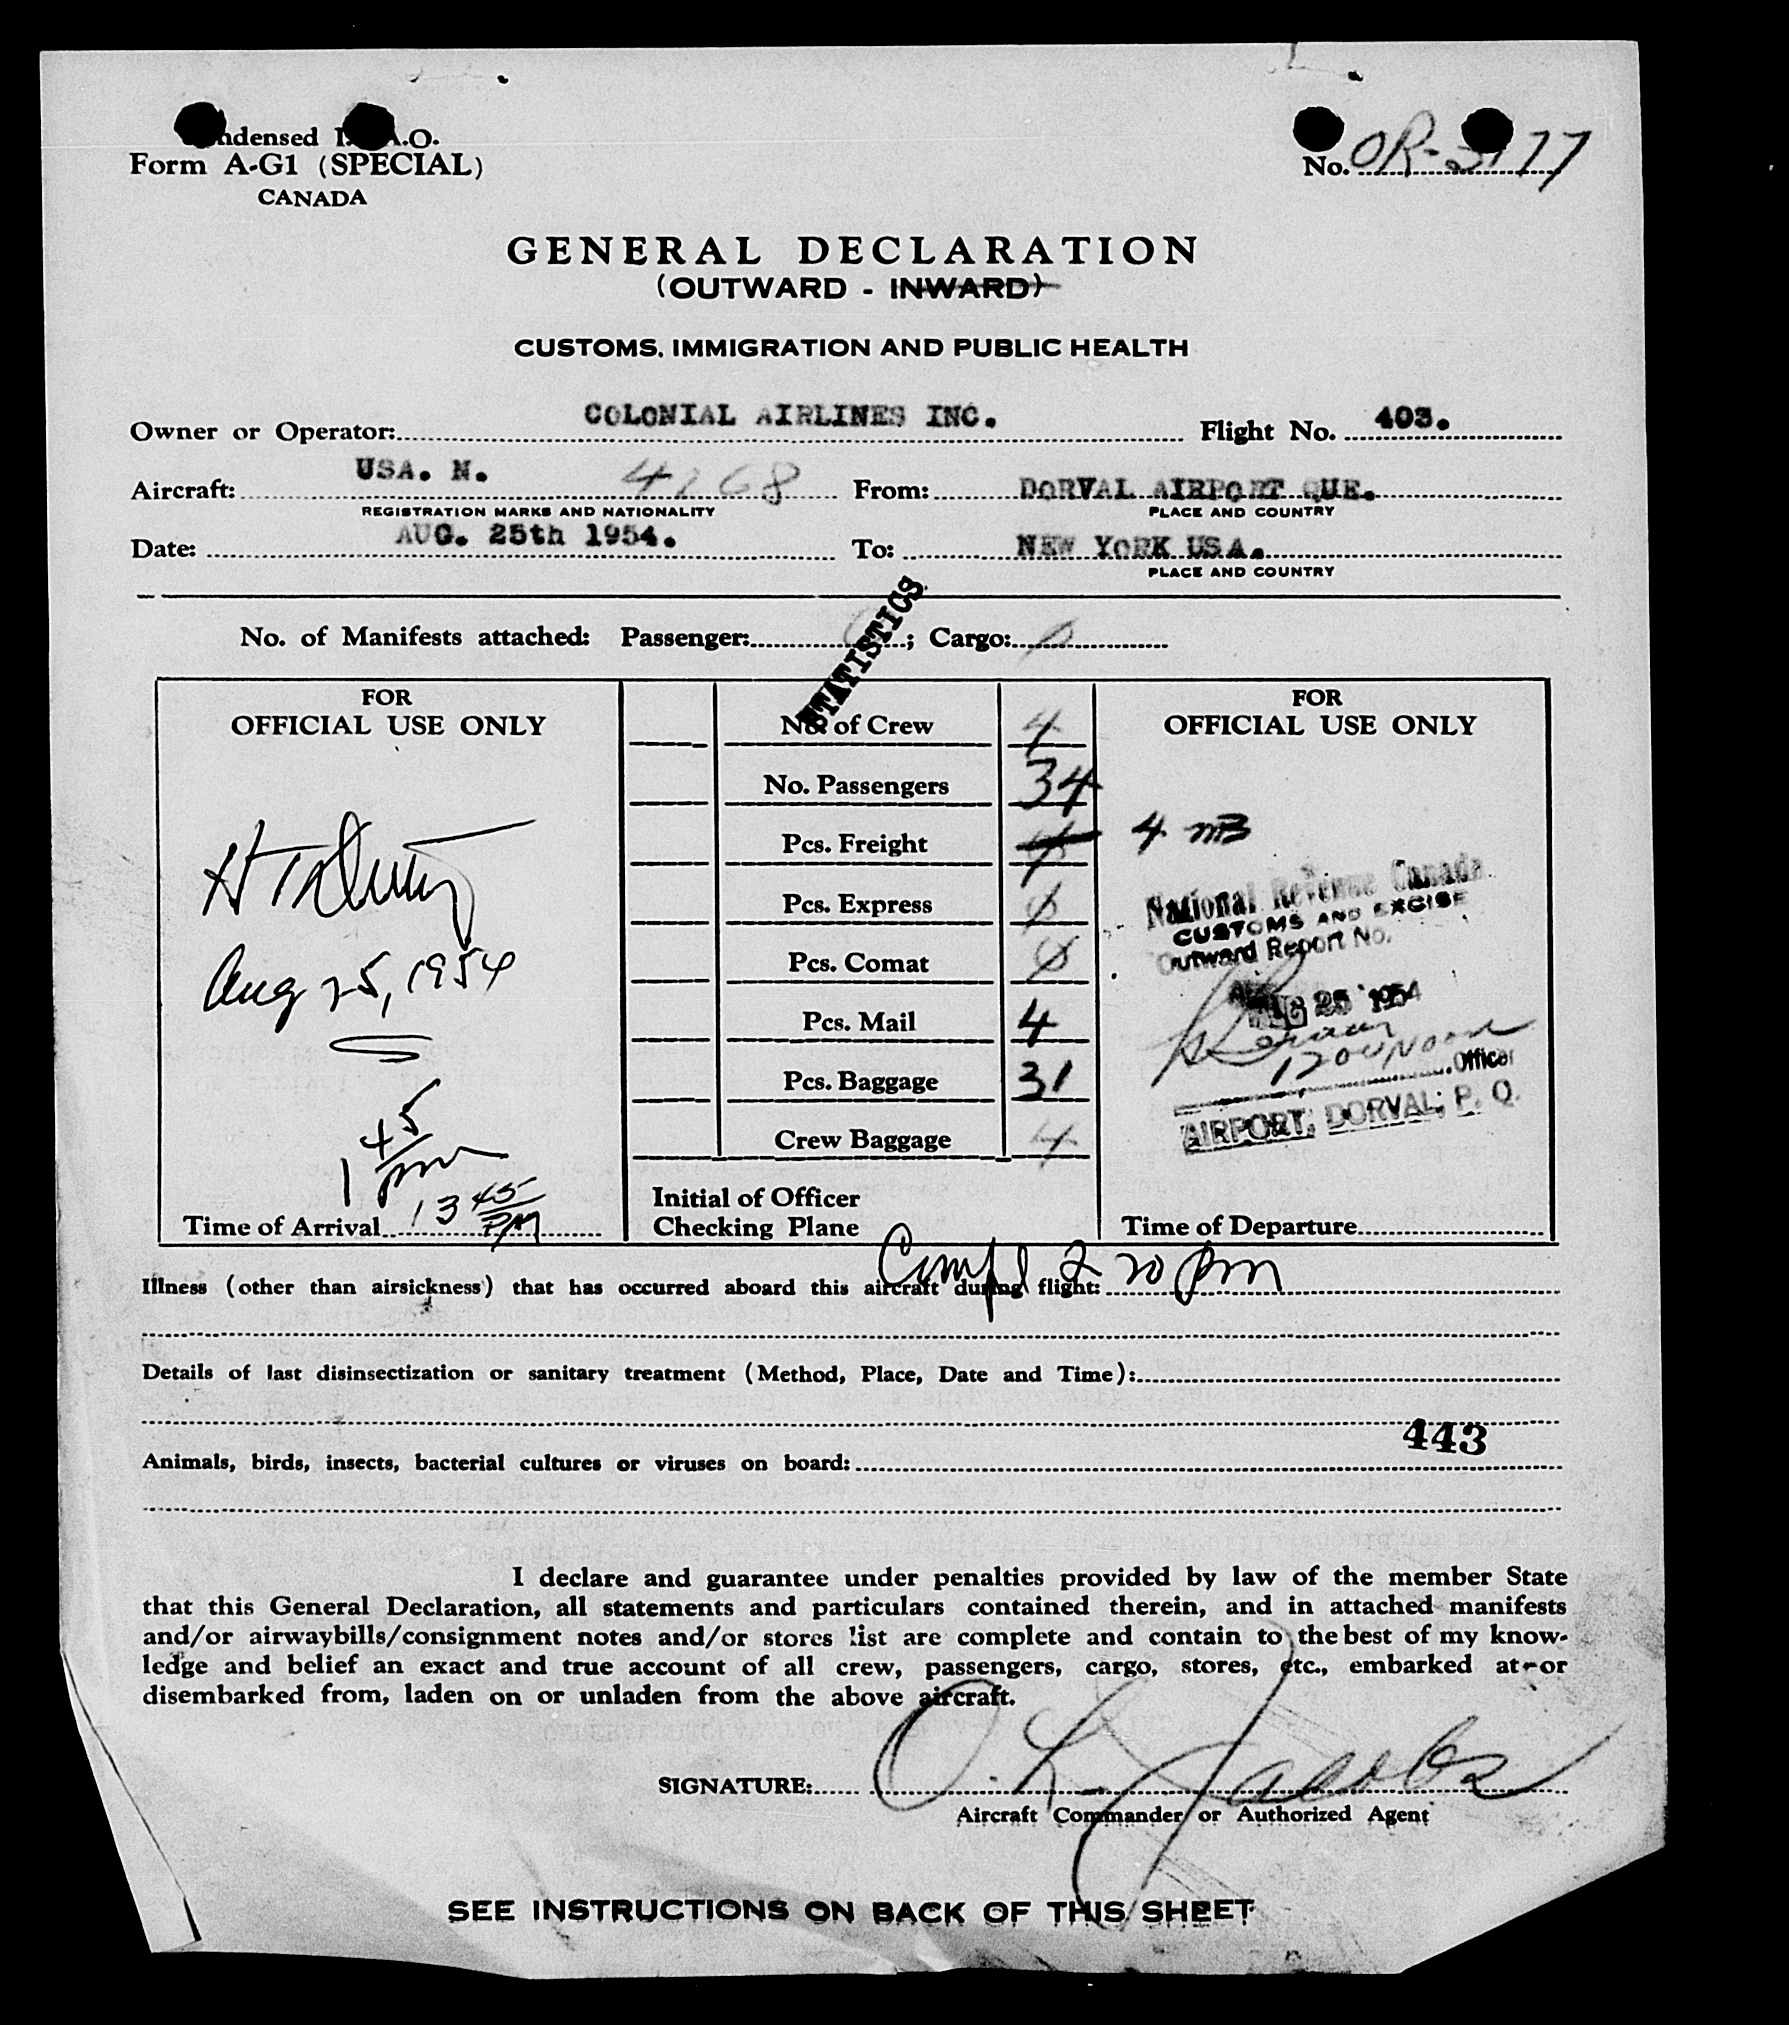 ndensed I. .O.
Form A-G1 (SPECIAL)
CANADA
No. OR- 77
GENERAL DECLARATION
(OUTWARD - INWARD)
CUSTOMS, IMMIGRATION AND PUBLIC HEALTH
Owner or Operator: COLONIAL AIRLINES INC. Flight No. 403.
Aircraft: USA. N. 4268 From: DORVAL AIRPORT QUE.
REGISTRATION MARKS AND NATIONALITY PLACE AND COUNTRY
Date: AUG. 25th 1954. To: NEW YORK USA.
PLACE AND COUNTRY
STATISTICS
No. of Manifests attached: Passenger: ; Cargo:
FOR
OFFICIAL USE ONLY
Aug 25, 1954
1 45 pm
Time of Arrival 13 45 PM
No. of Crew 4
No. Passengers 34
Pcs. Freight
Pcs. Express 0
Pcs. Comat 0
Pcs. Mail 4
Pcs. Baggage 31
Crew Baggage 4
Initial of Officer
Checking Plane
FOR
OFFICIAL USE ONLY
4 MB
National Revenue Canada
CUSTOMS AND EXCISE
Outward Report No.
AUG 25 1954
1200 Noon
Officer
AIRPORT, DORVAL, P. Q.
Time of Departure
Compl 2 20 pm
Illness (other than airsickness) that has occurred aboard this aircraft during flight:
Details of last disinsectization or sanitary treatment (Method, Place, Date and Time):
443
Animals, birds, insects, bacterial cultures or viruses on board:
I declare and guarantee under penalties provided by law of the member State
that this General Declaration, all statements and particulars contained therein, and in attached manifests
and/or airwaybills/consignment notes and/or stores list are complete and contain to the best of my know-
ledge and belief an exact and true account of all crew, passengers, cargo, stores, etc., embarked at or
disembarked from, laden on or unladen from the above aircraft.
SIGNATURE: O. L. Jacobs
Aircraft Commander or Authorized Agent
SEE INSTRUCTIONS ON BACK OF THIS SHEET